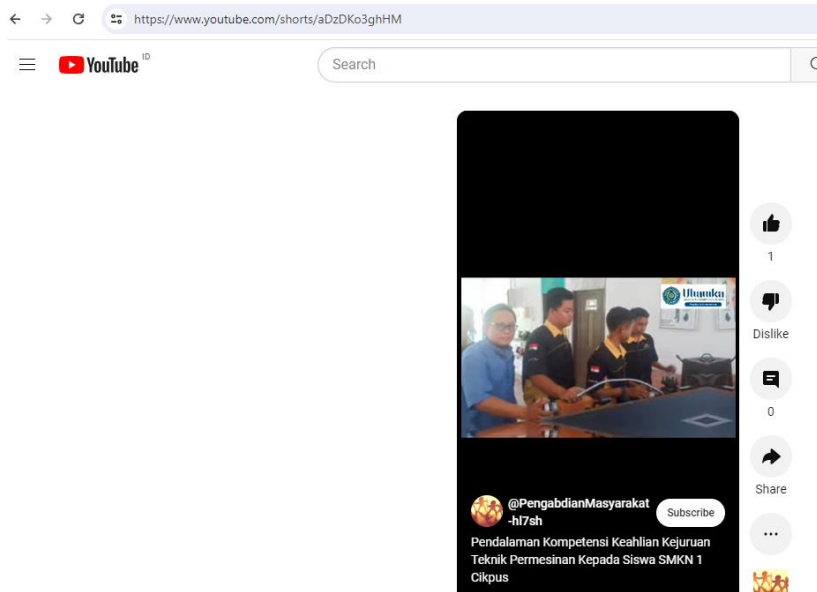 https://www.youtube.com/shorts/aDzDKo3ghHM
YouTube ID
Search
Uhamka
1
Dislike
0
Share
@PengabdianMasyarakat
-hl7sh
Subscribe
Pendalaman Kompetensi Keahlian Kejuruan
Teknik Permesinan Kepada Siswa SMKN 1
Cikpus